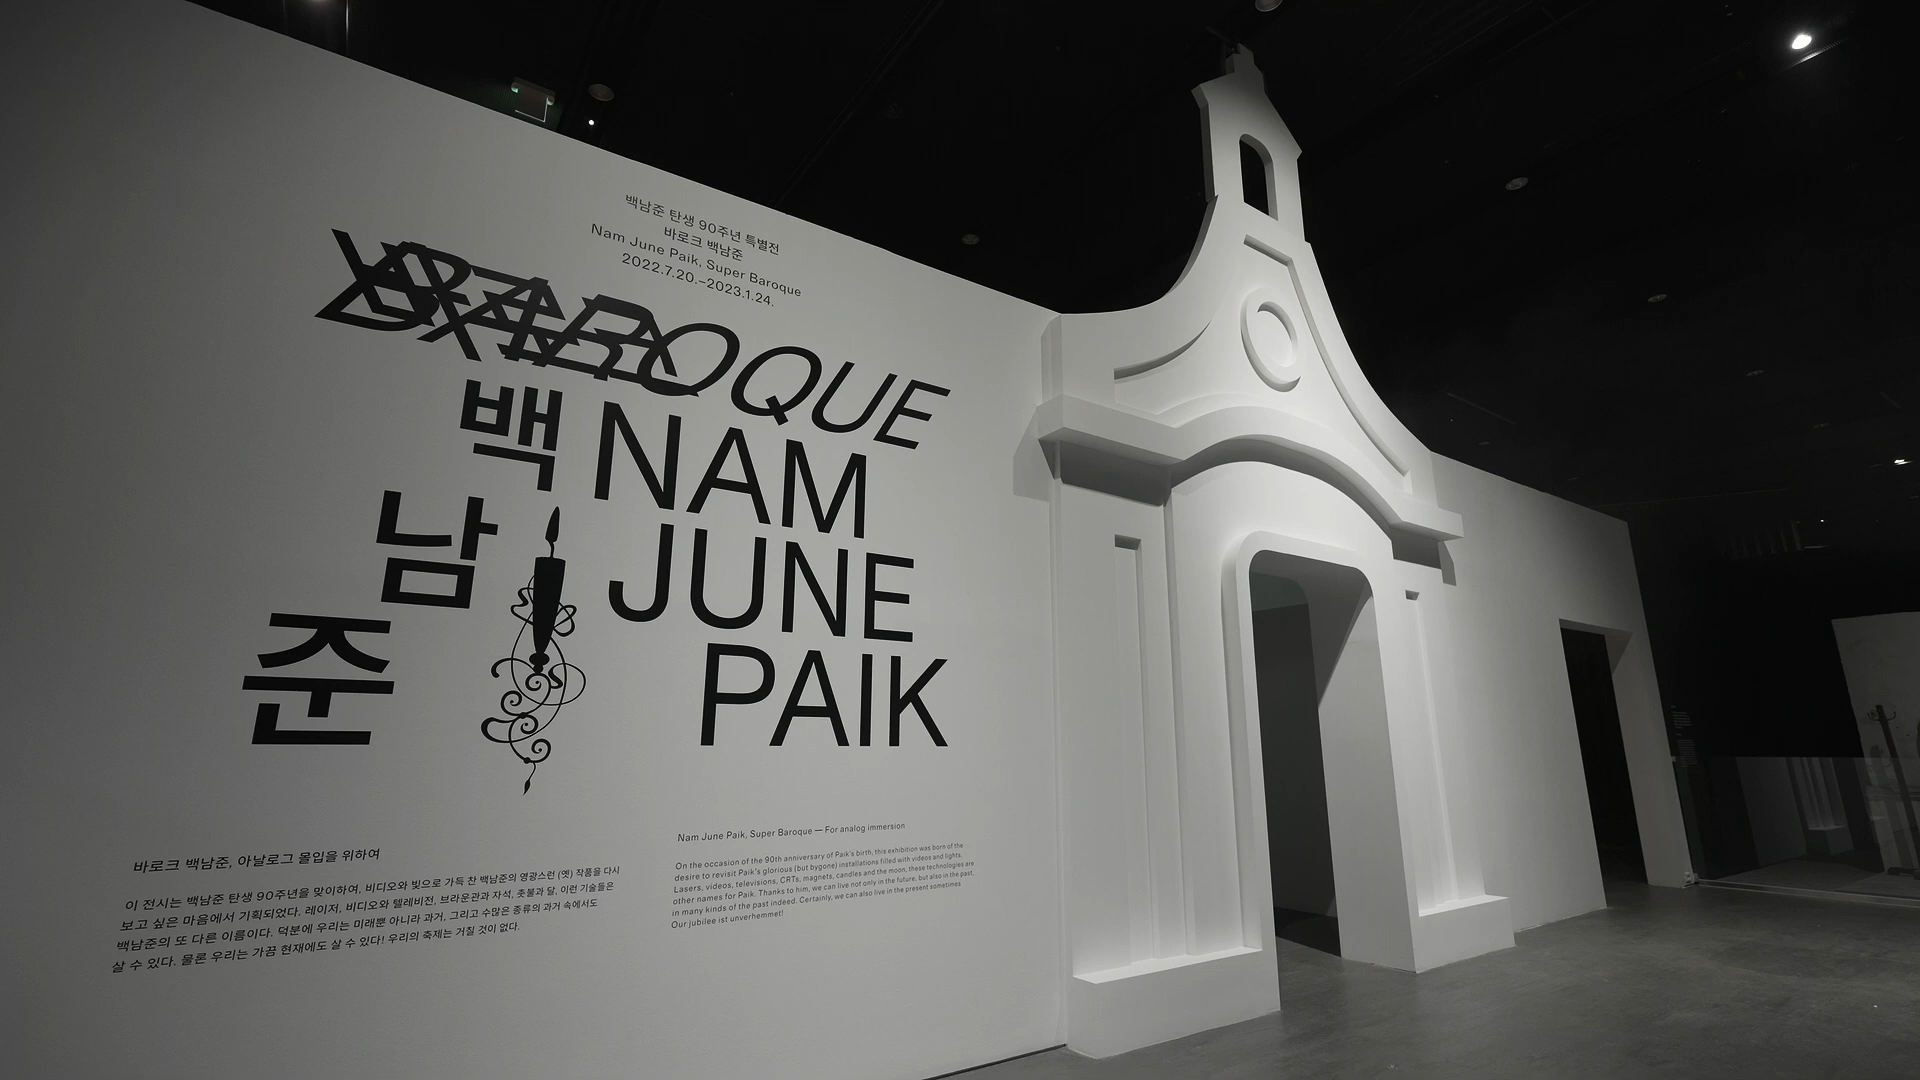 백남준 탄생 90주년 특별전
바로크 백남준
Nam June Paik, Super Baroque
2022.7.20.–2023.1.24.
BAROQUE
백 NAM
남 JUNE
준 PAIK
바로크 백남준, 아날로그 몰입을 위하여
이 전시는 백남준 탄생 90주년을 맞이하여, 비디오와 빛으로 가득 찬 백남준의 영광스런 (옛) 작품을 다시
보고 싶은 마음에서 기획되었다. 레이저, 비디오와 텔레비전, 브라운관과 자석, 촛불과 달, 이런 기술들은
백남준의 또 다른 이름이다. 덕분에 우리는 미래뿐 아니라 과거, 그리고 수많은 종류의 과거 속에서도
살 수 있다. 물론 우리는 가끔 현재에도 살 수 있다! 우리의 축제는 거칠 것이 없다.
Nam June Paik, Super Baroque — For analog immersion
On the occasion of the 90th anniversary of Paik's birth, this exhibition was born of the
desire to revisit Paik's glorious (but bygone) installations filled with videos and lights.
Lasers, videos, televisions, CRTs, magnets, candles and the moon, these technologies are
other names for Paik. Thanks to him, we can live not only in the future, but also in the past,
in many kinds of the past indeed. Certainly, we can also live in the present sometimes
Our jubilee ist unverhemmet!